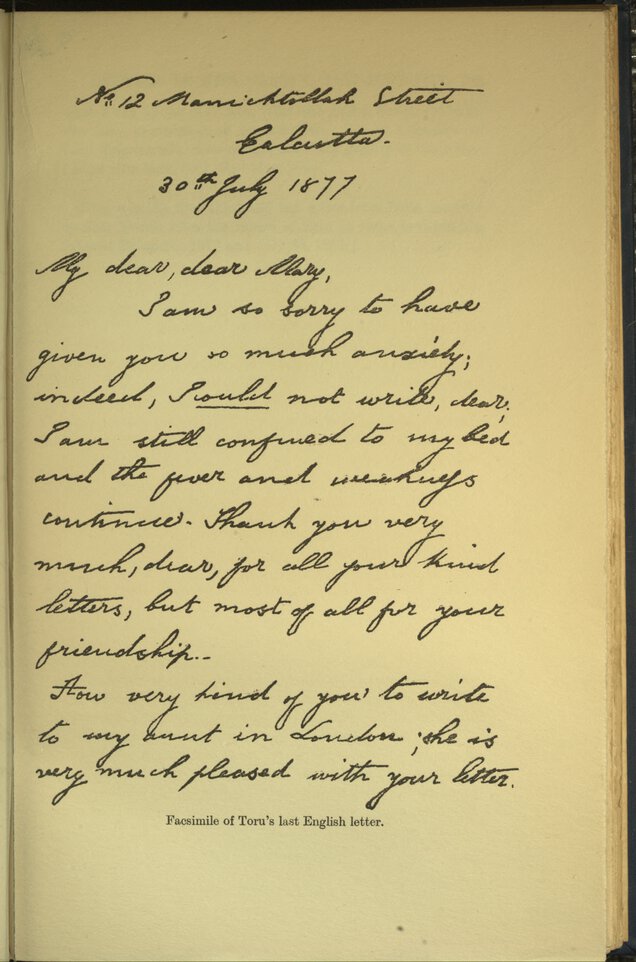 No. 12 Manicktollah Street
Calcutta.
30th July 1877
My dear, dear Mary,
I am so sorry to have
given you so much anxiety;
indeed, I could not write, dear;
I am still confined to my bed
and the fever and weakness
continue. Thank you very
much, dear, for all your kind
letters, but most of all for your
friendship.
How very kind of you to write
to my aunt in London; she is
very much pleased with your letter.
Facsimile of Toru's last English letter.